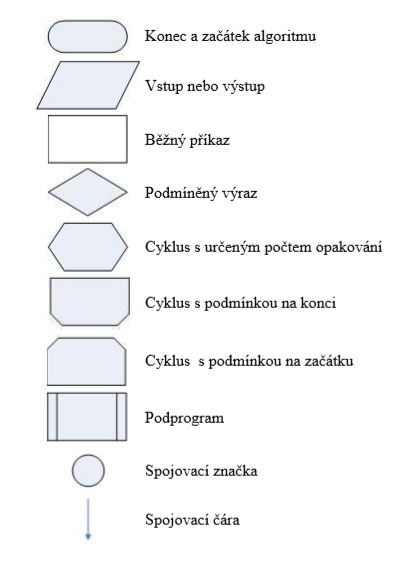 Konec a začátek algoritmu
Vstup nebo výstup
Běžný příkaz
Podmíněný výraz
Cyklus s určeným počtem opakování
Cyklus s podmínkou na konci
Cyklus  s podmínkou na začátku
Podprogram
Spojovací značka
Spojovací čára